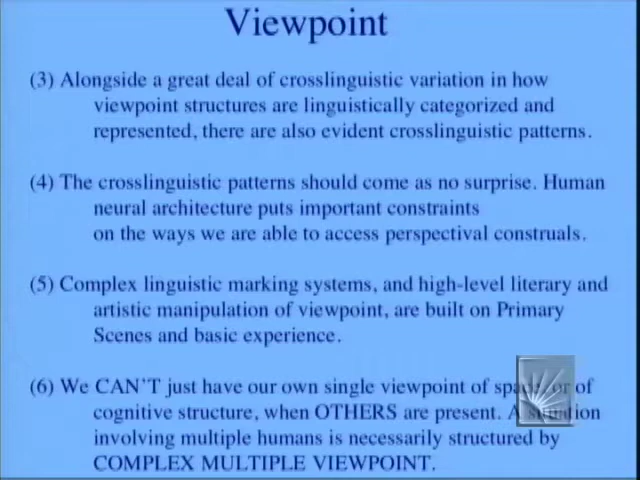 Viewpoint
(3) Alongside a great deal of crosslinguistic variation in how
viewpoint structures are linguistically categorized and
represented, there are also evident crosslinguistic patterns.
(4) The crosslinguistic patterns should come as no surprise. Human
neural architecture puts important constraints
on the ways we are able to access perspectival construals.
(5) Complex linguistic marking systems, and high-level literary and
artistic manipulation of viewpoint, are built on Primary
Scenes and basic experience.
(6) We CAN'T just have our own single viewpoint of space, or of
cognitive structure, when OTHERS are present. A situation
involving multiple humans is necessarily structured by
COMPLEX MULTIPLE VIEWPOINT.